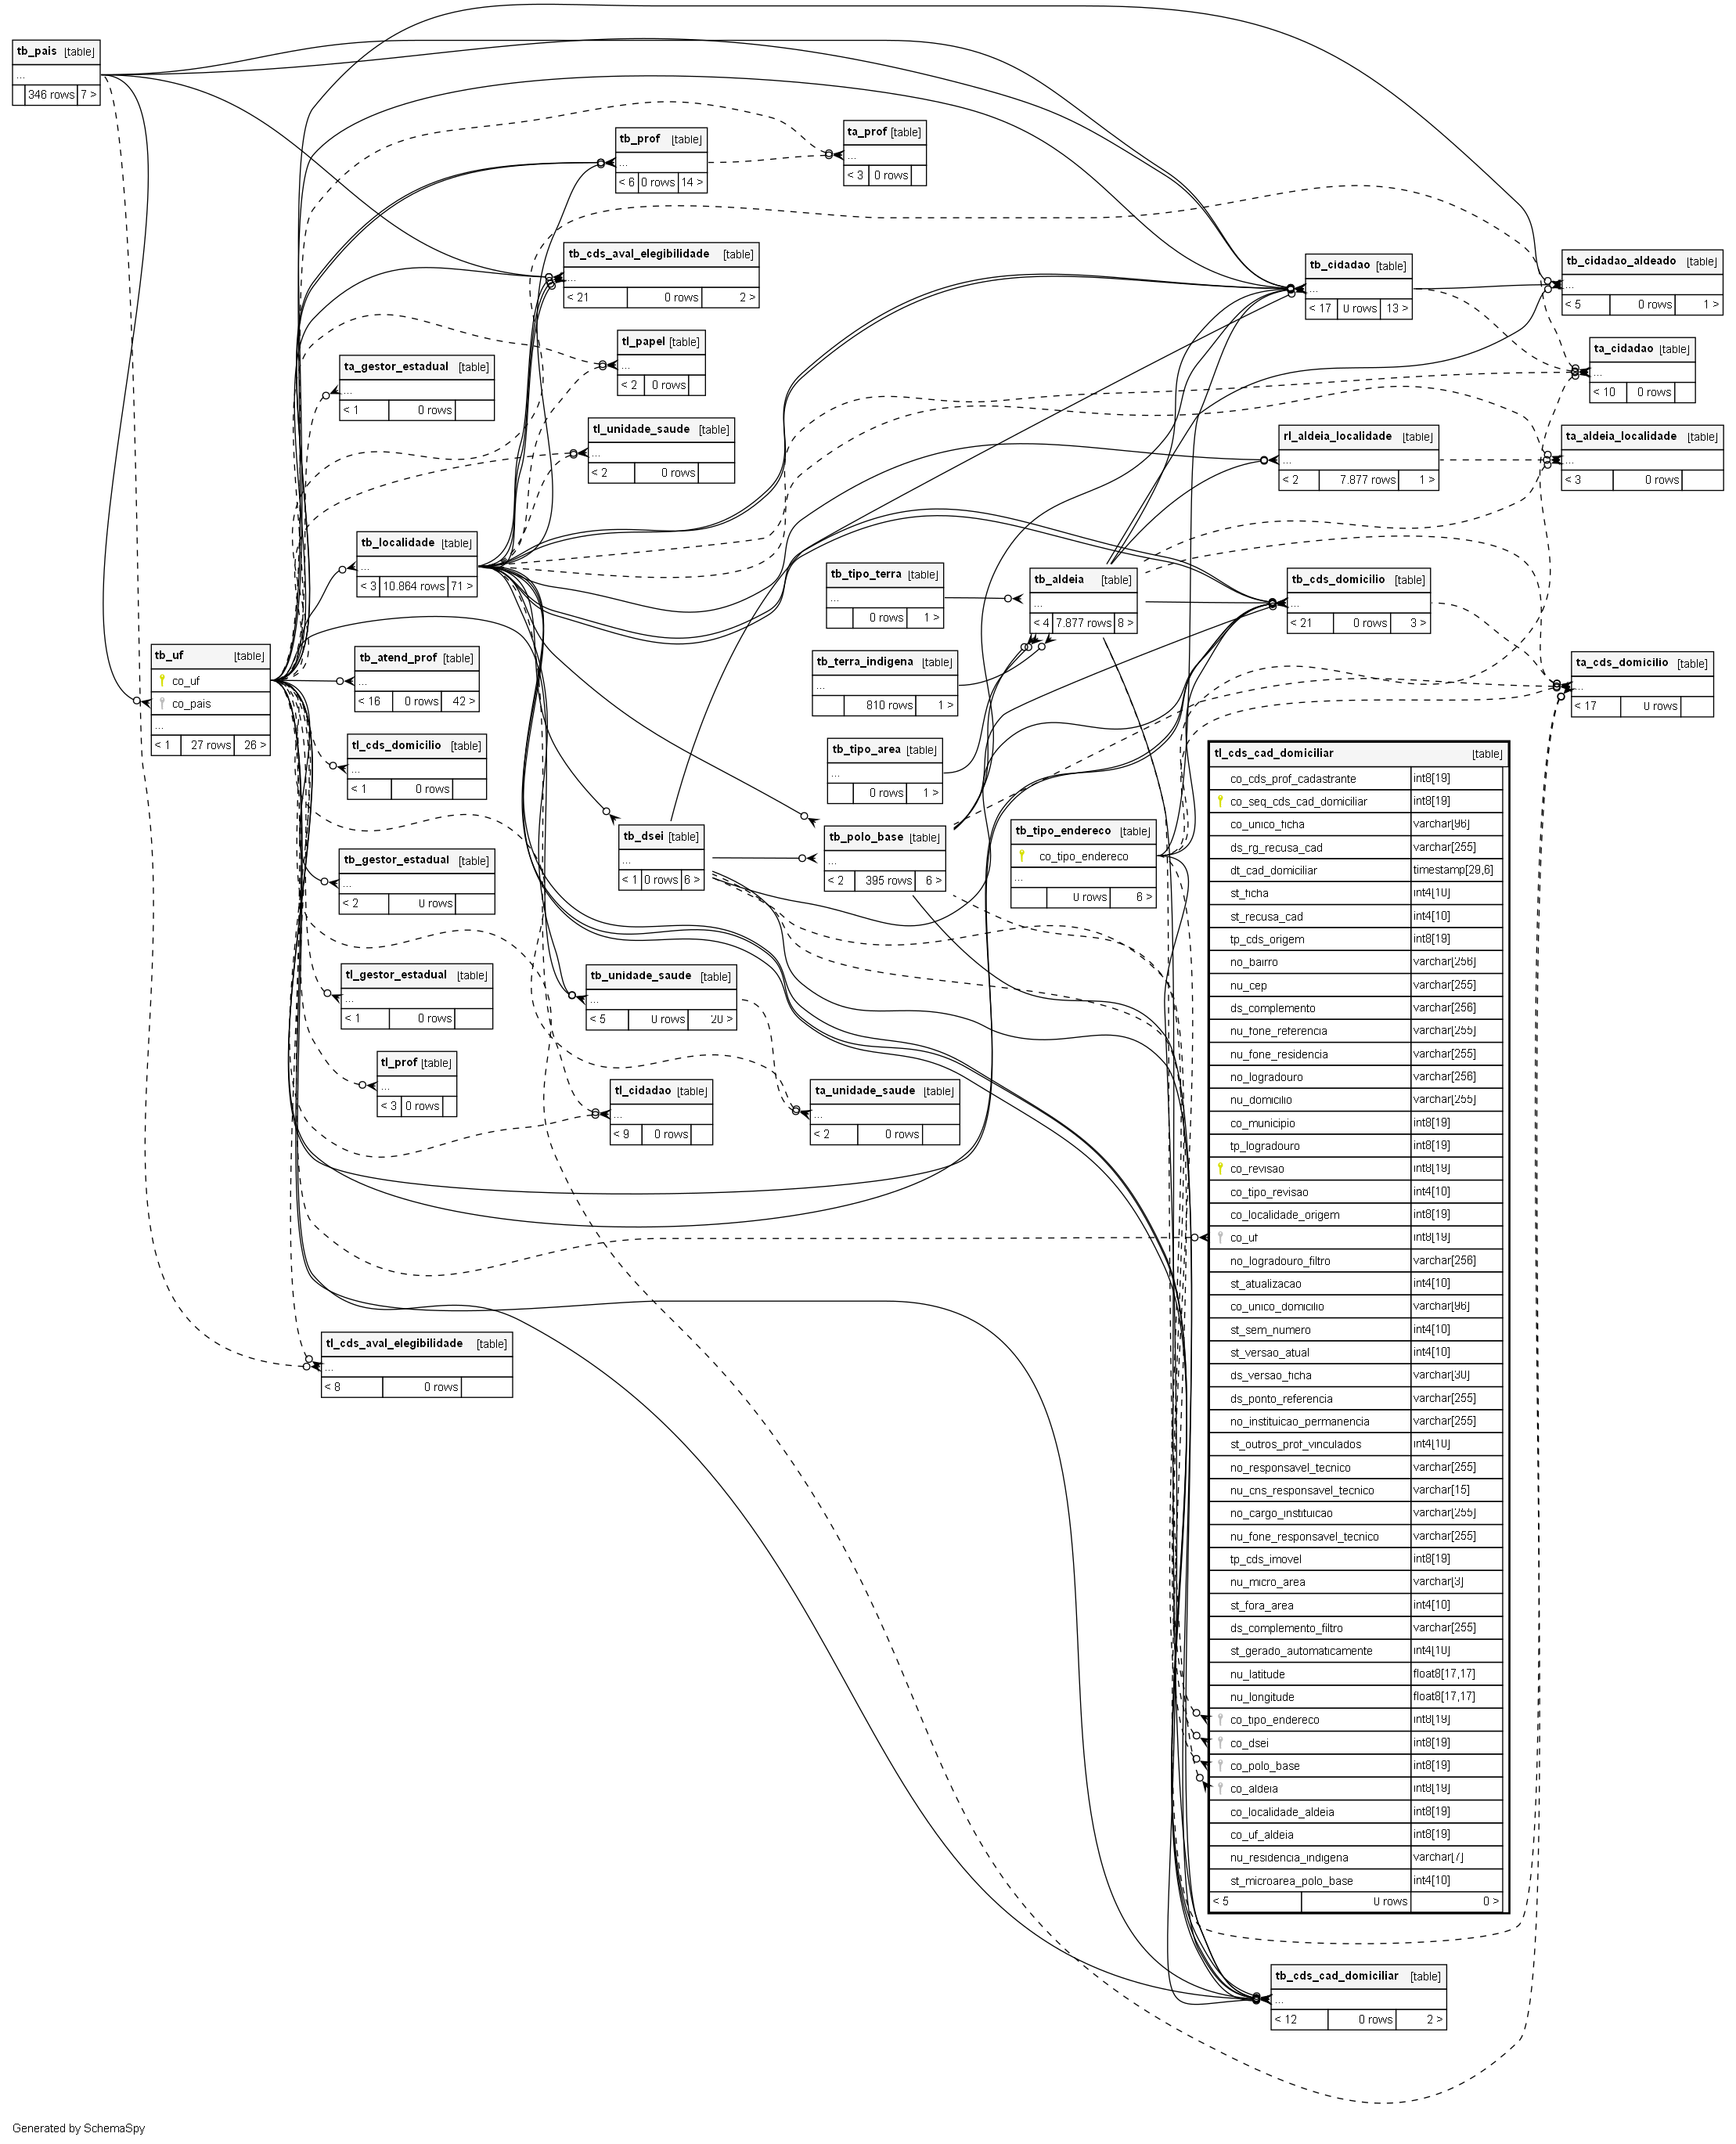 tb_pais [table]
...
346 rows 7 >
tb_prof [table]
...
< 6 0 rows 14 >
ta_prof [table]
...
< 3 0 rows
tb_cds_aval_elegibilidade [table]
...
< 21 0 rows 2 >
tb_cidadao [table]
...
< 17 0 rows 13 >
tb_cidadao_aldeado [table]
...
< 5 0 rows 1 >
tl_papel [table]
...
< 2 0 rows
ta_cidadao [table]
...
< 10 0 rows
ta_gestor_estadual [table]
...
< 1 0 rows
tl_unidade_saude [table]
...
< 2 0 rows
rl_aldeia_localidade [table]
...
< 2 7.877 rows 1 >
ta_aldeia_localidade [table]
...
< 3 0 rows
tb_localidade [table]
...
< 3 10.864 rows 71 >
tb_tipo_terra [table]
...
0 rows 1 >
tb_aldeia [table]
...
< 4 7.877 rows 8 >
tb_cds_domicilio [table]
...
< 21 0 rows 3 >
tb_uf [table]
co_uf
co_pais
...
< 1 27 rows 26 >
tb_atend_prof [table]
...
< 16 0 rows 42 >
tb_terra_indigena [table]
...
810 rows 1 >
ta_cds_domicilio [table]
...
< 17 0 rows
tl_cds_domicilio [table]
...
< 1 0 rows
tb_tipo_area [table]
...
0 rows 1 >
tb_dsei [table]
...
< 1 0 rows 6 >
tb_polo_base [table]
...
< 2 395 rows 6 >
tb_tipo_endereco [table]
co_tipo_endereco
...
0 rows 6 >
tb_gestor_estadual [table]
...
< 2 0 rows
tl_gestor_estadual [table]
...
< 1 0 rows
tb_unidade_saude [table]
...
< 5 0 rows 20 >
tl_prof [table]
...
< 3 0 rows
tl_cidadao [table]
...
< 9 0 rows
ta_unidade_saude [table]
...
< 2 0 rows
tl_cds_aval_elegibilidade [table]
...
< 8 0 rows
tl_cds_cad_domiciliar [table]
co_cds_prof_cadastrante int8[19]
co_seq_cds_cad_domiciliar int8[19]
co_unico_ficha varchar[96]
ds_rg_recusa_cad varchar[255]
dt_cad_domiciliar timestamp[29,6]
st_ficha int4[10]
st_recusa_cad int4[10]
tp_cds_origem int8[19]
no_bairro varchar[256]
nu_cep varchar[255]
ds_complemento varchar[256]
nu_fone_referencia varchar[255]
nu_fone_residencia varchar[255]
no_logradouro varchar[256]
nu_domicilio varchar[255]
co_municipio int8[19]
tp_logradouro int8[19]
co_revisao int8[19]
co_tipo_revisao int4[10]
co_localidade_origem int8[19]
co_uf int8[19]
no_logradouro_filtro varchar[256]
st_atualizacao int4[10]
co_unico_domicilio varchar[96]
st_sem_numero int4[10]
st_versao_atual int4[10]
ds_versao_ficha varchar[30]
ds_ponto_referencia varchar[255]
no_instituicao_permanencia varchar[255]
st_outros_prof_vinculados int4[10]
no_responsavel_tecnico varchar[255]
nu_cns_responsavel_tecnico varchar[15]
no_cargo_instituicao varchar[255]
nu_fone_responsavel_tecnico varchar[255]
tp_cds_imovel int8[19]
nu_micro_area varchar[3]
st_fora_area int4[10]
ds_complemento_filtro varchar[255]
st_gerado_automaticamente int4[10]
nu_latitude float8[17,17]
nu_longitude float8[17,17]
co_tipo_endereco int8[19]
co_dsei int8[19]
co_polo_base int8[19]
co_aldeia int8[19]
co_localidade_aldeia int8[19]
co_uf_aldeia int8[19]
nu_residencia_indigena varchar[7]
st_microarea_polo_base int4[10]
< 5 0 rows 0 >
tb_cds_cad_domiciliar [table]
...
< 12 0 rows 2 >
Generated by SchemaSpy